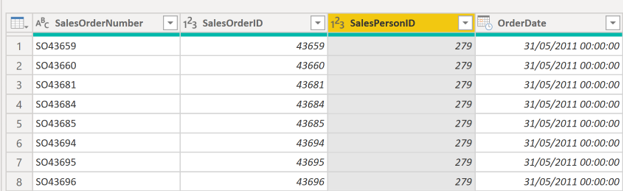 ABC SalesOrderNumber 123 SalesOrderID 123 SalesPersonID OrderDate
1 SO43659 43659 279 31/05/2011 00:00:00
2 SO43660 43660 279 31/05/2011 00:00:00
3 SO43681 43681 279 31/05/2011 00:00:00
4 SO43684 43684 279 31/05/2011 00:00:00
5 SO43685 43685 279 31/05/2011 00:00:00
6 SO43694 43694 279 31/05/2011 00:00:00
7 SO43695 43695 279 31/05/2011 00:00:00
8 SO43696 43696 279 31/05/2011 00:00:00